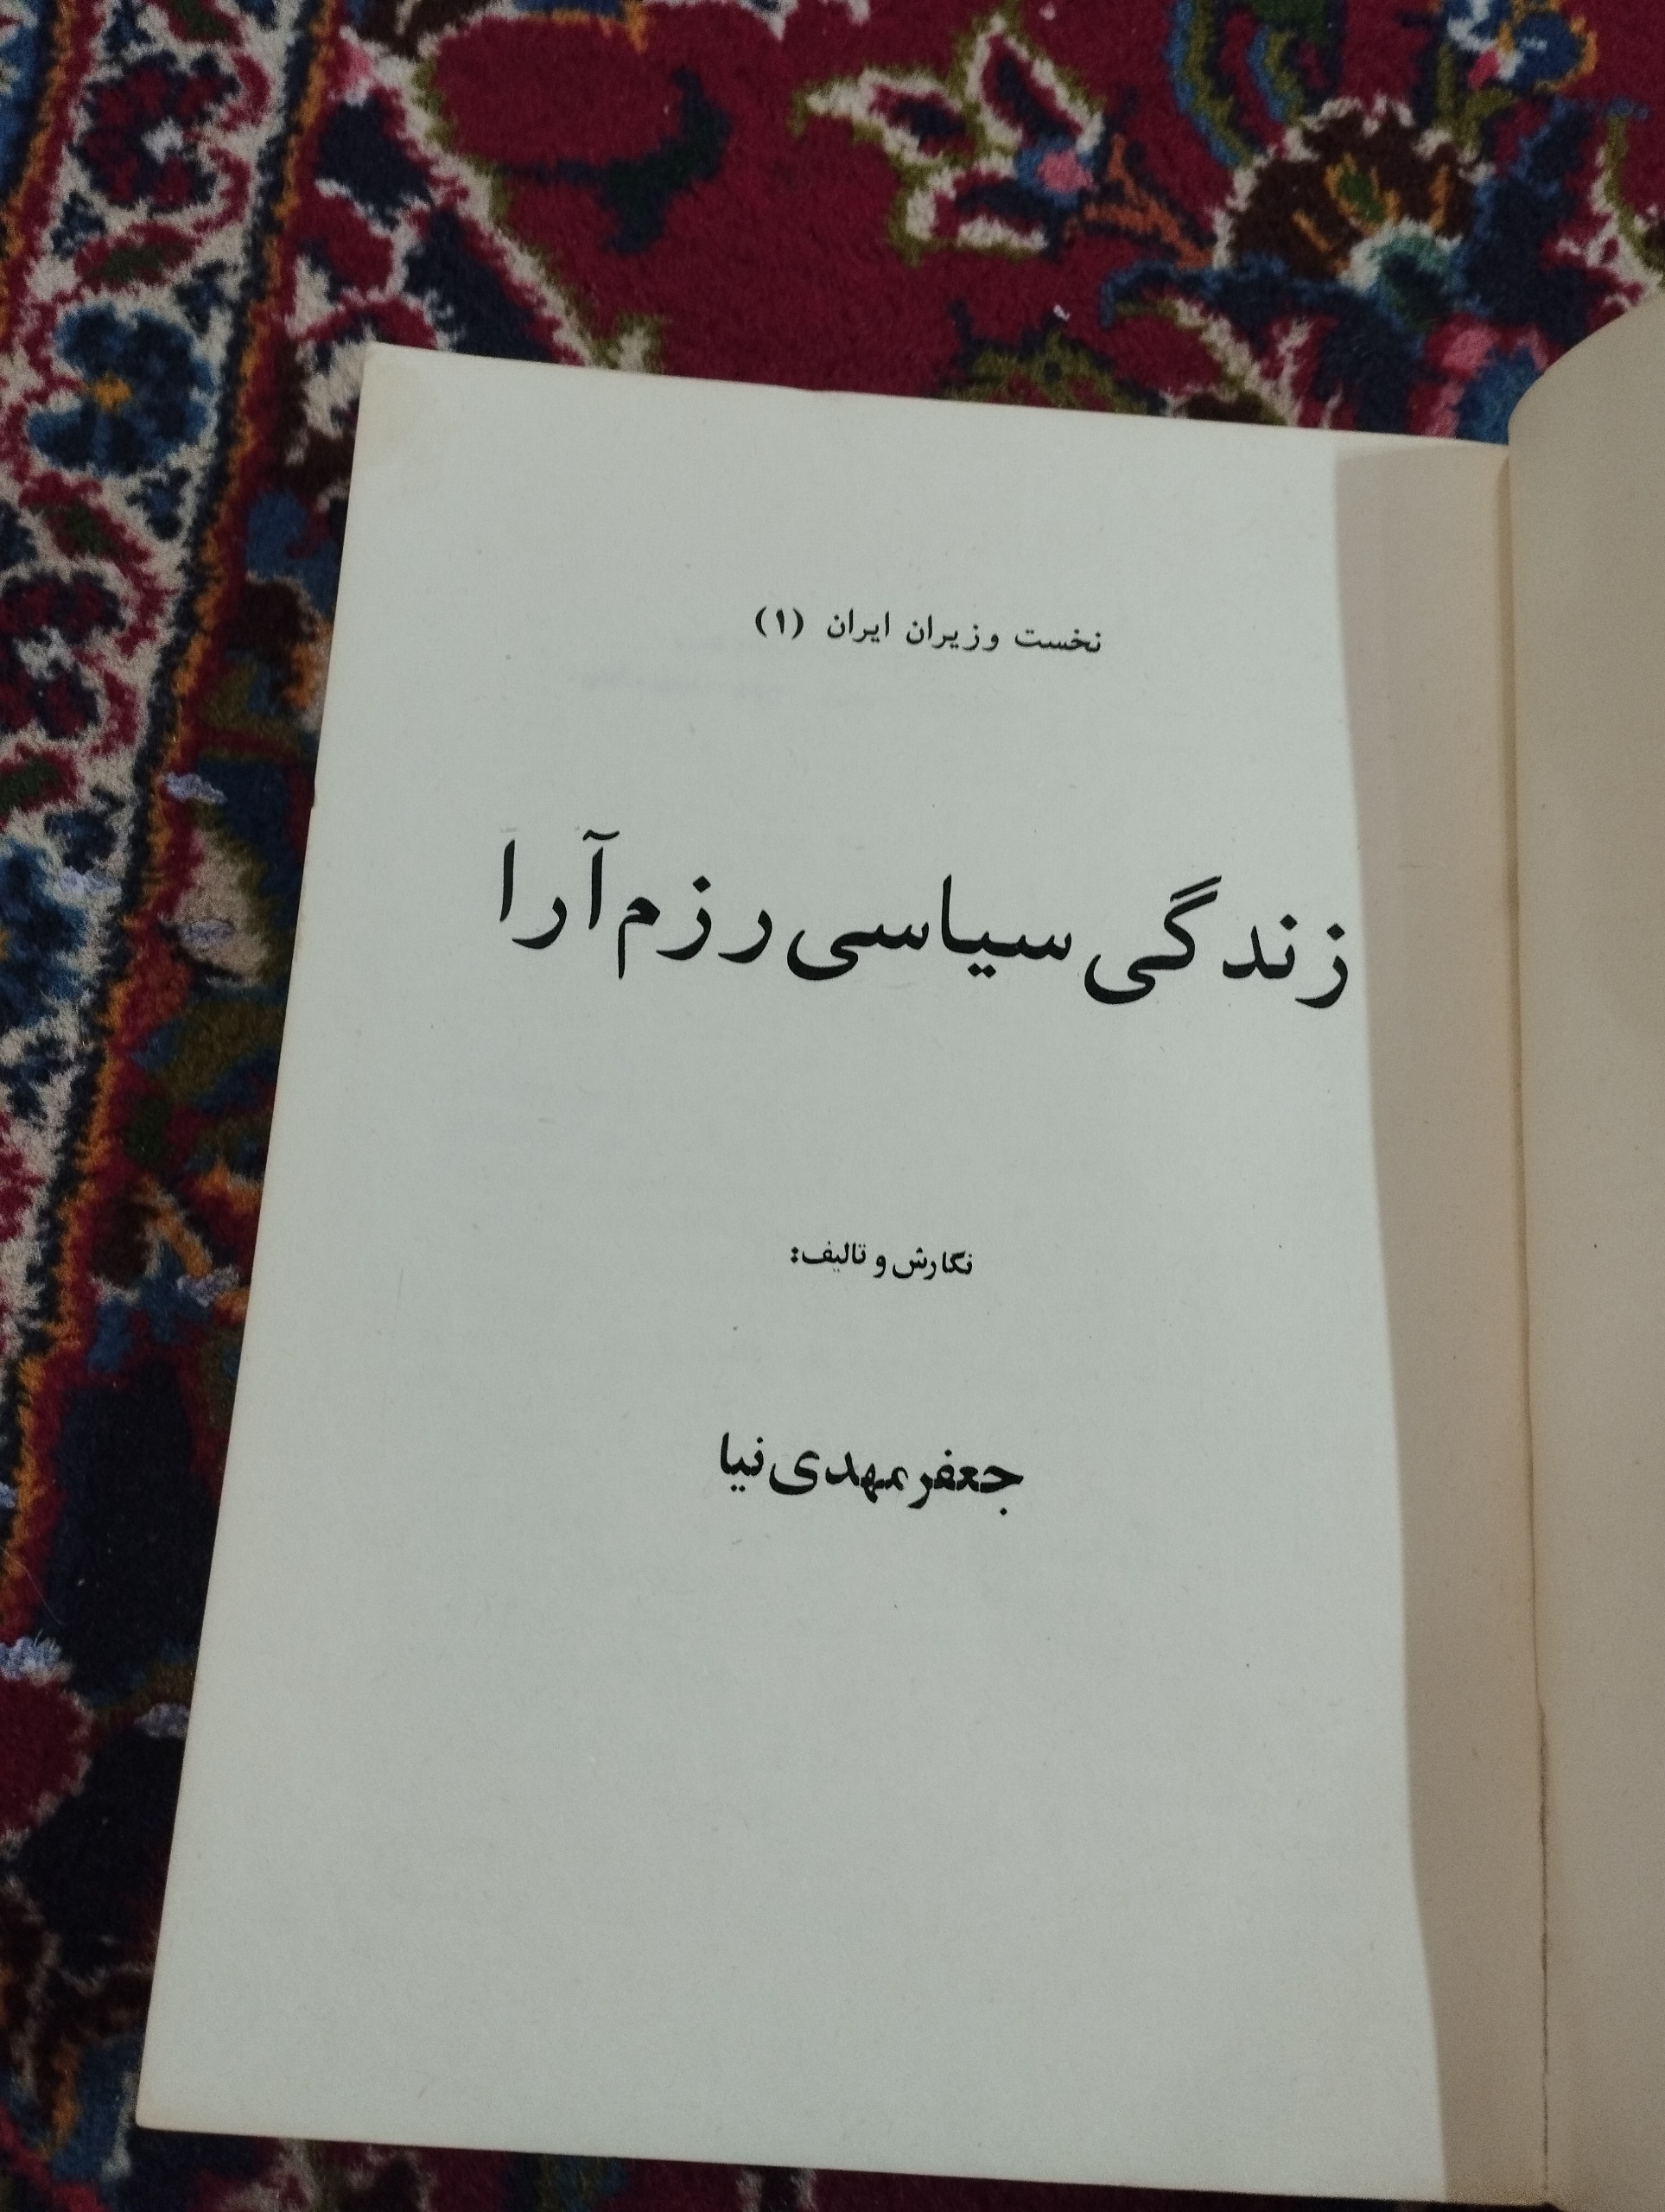 نخست وزیران ایران (۱)
زندگی سیاسی رزم آرا
نگارش و تالیف:
جعفر مهدی نیا